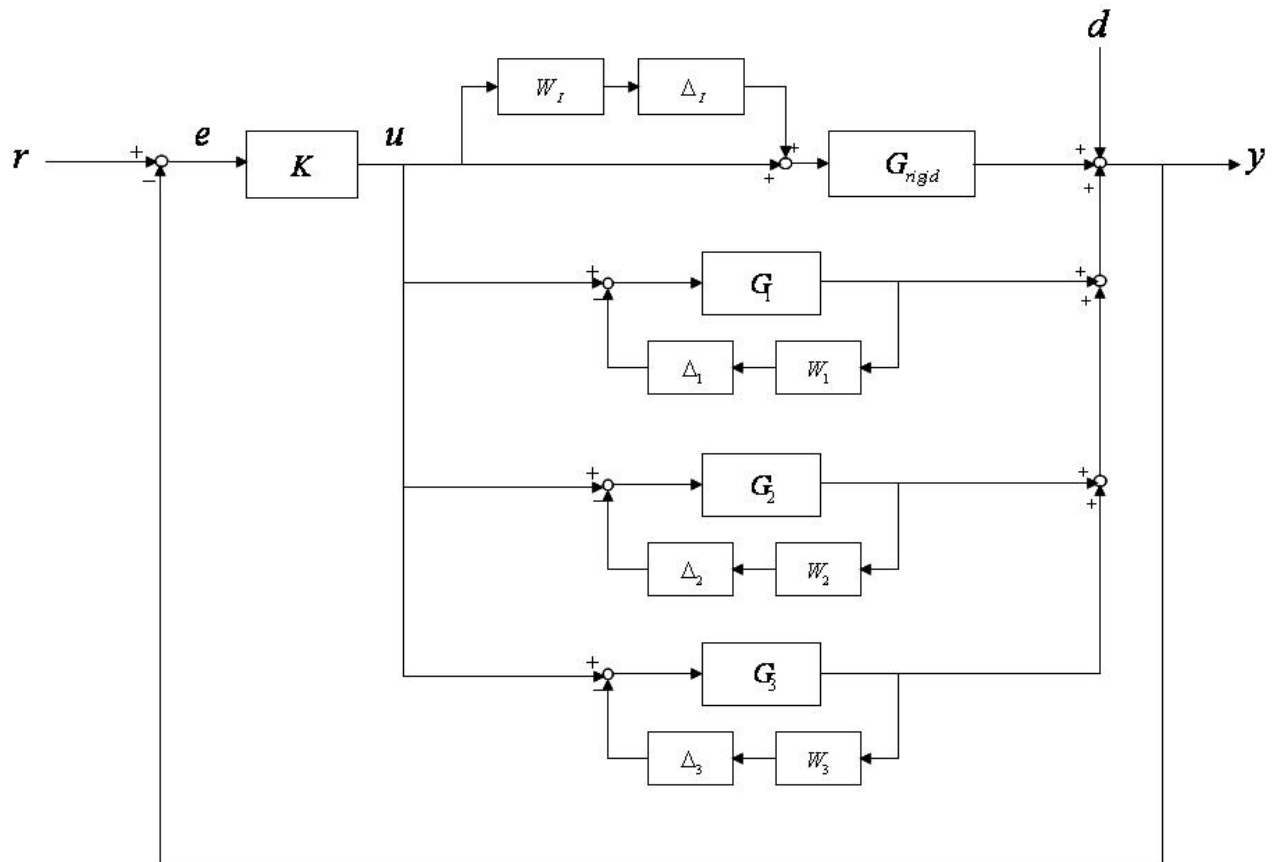 d
W_I Δ_I
r + − e K u + + G_rigid + + y
+ − G_1 + +
Δ_1 W_1
+ − G_2 + +
Δ_2 W_2
+ − G_3
Δ_3 W_3